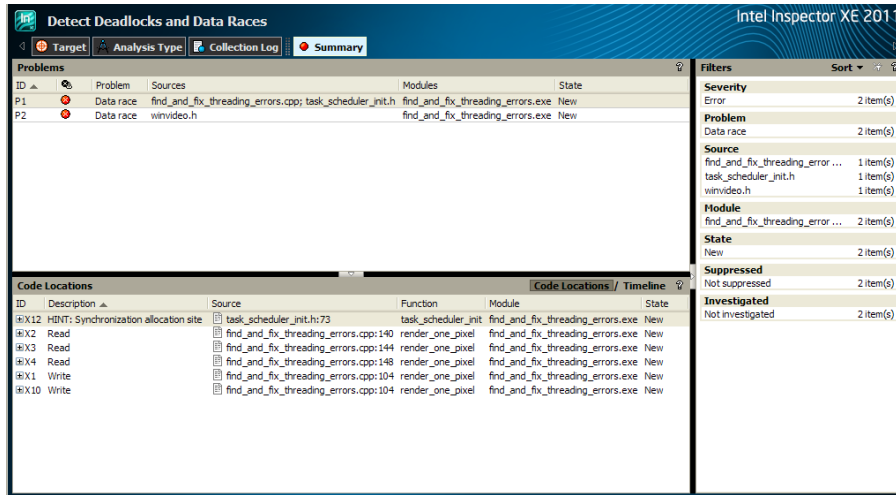 Detect Deadlocks and Data Races
Intel Inspector XE 201
Target
Analysis Type
Collection Log
Summary
Problems ?
ID Problem Sources Modules State
P1 Data race find_and_fix_threading_errors.cpp; task_scheduler_init.h find_and_fix_threading_errors.exe New
P2 Data race winvideo.h find_and_fix_threading_errors.exe New
Code Locations Code Locations / Timeline ?
ID Description Source Function Module State
X12 HINT: Synchronization allocation site task_scheduler_init.h:73 task_scheduler_init find_and_fix_threading_errors.exe New
X2 Read find_and_fix_threading_errors.cpp:140 render_one_pixel find_and_fix_threading_errors.exe New
X3 Read find_and_fix_threading_errors.cpp:144 render_one_pixel find_and_fix_threading_errors.exe New
X4 Read find_and_fix_threading_errors.cpp:148 render_one_pixel find_and_fix_threading_errors.exe New
X1 Write find_and_fix_threading_errors.cpp:104 render_one_pixel find_and_fix_threading_errors.exe New
X10 Write find_and_fix_threading_errors.cpp:104 render_one_pixel find_and_fix_threading_errors.exe New
Filters Sort
Severity
Error 2 item(s)
Problem
Data race 2 item(s)
Source
find_and_fix_threading_error ... 1 item(s)
task_scheduler_init.h 1 item(s)
winvideo.h 1 item(s)
Module
find_and_fix_threading_error ... 2 item(s)
State
New 2 item(s)
Suppressed
Not suppressed 2 item(s)
Investigated
Not investigated 2 item(s)